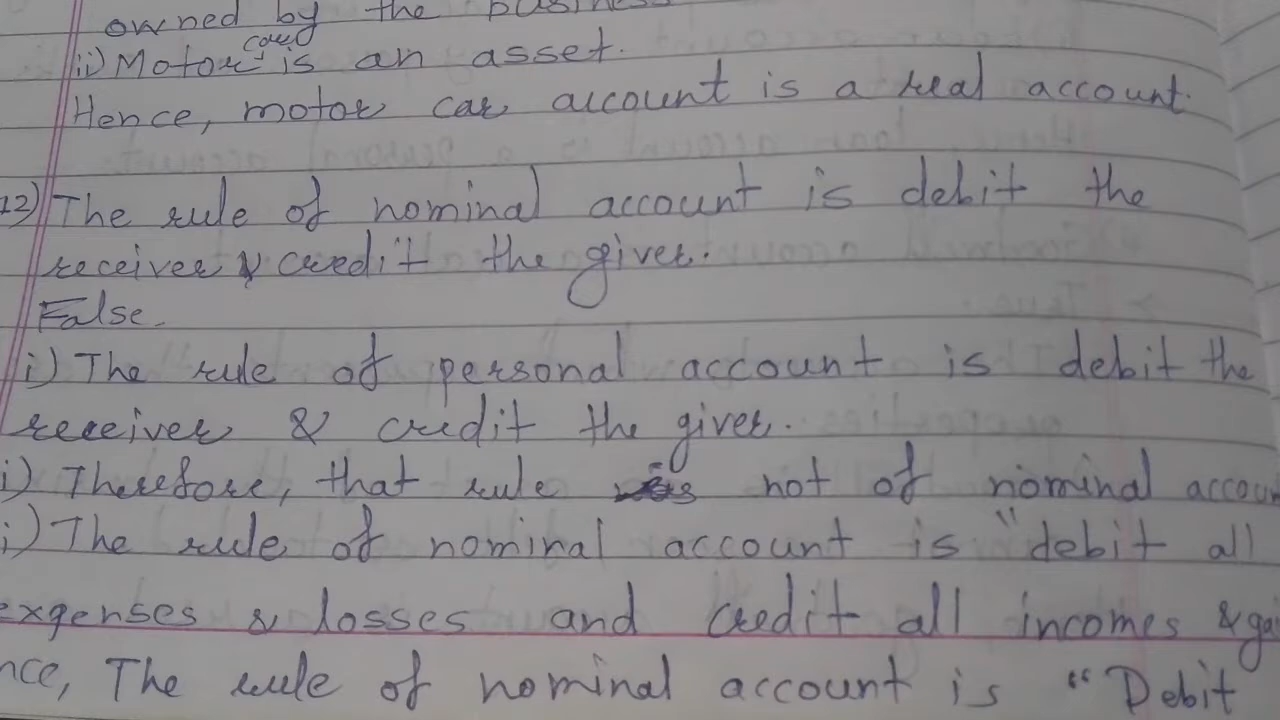 owned by the business
ii) Motor car is an asset.
Hence, motor car account is a real account.
12) The rule of nominal account is debit the
receiver & credit the giver.
False.
i) The rule of personal account is debit the
receiver & credit the giver.
i) Therefore, that rule is not of nominal accoun
i) The rule of nominal account is "debit all
expenses & losses and credit all incomes & gai
nce, The rule of nominal account is "Debit